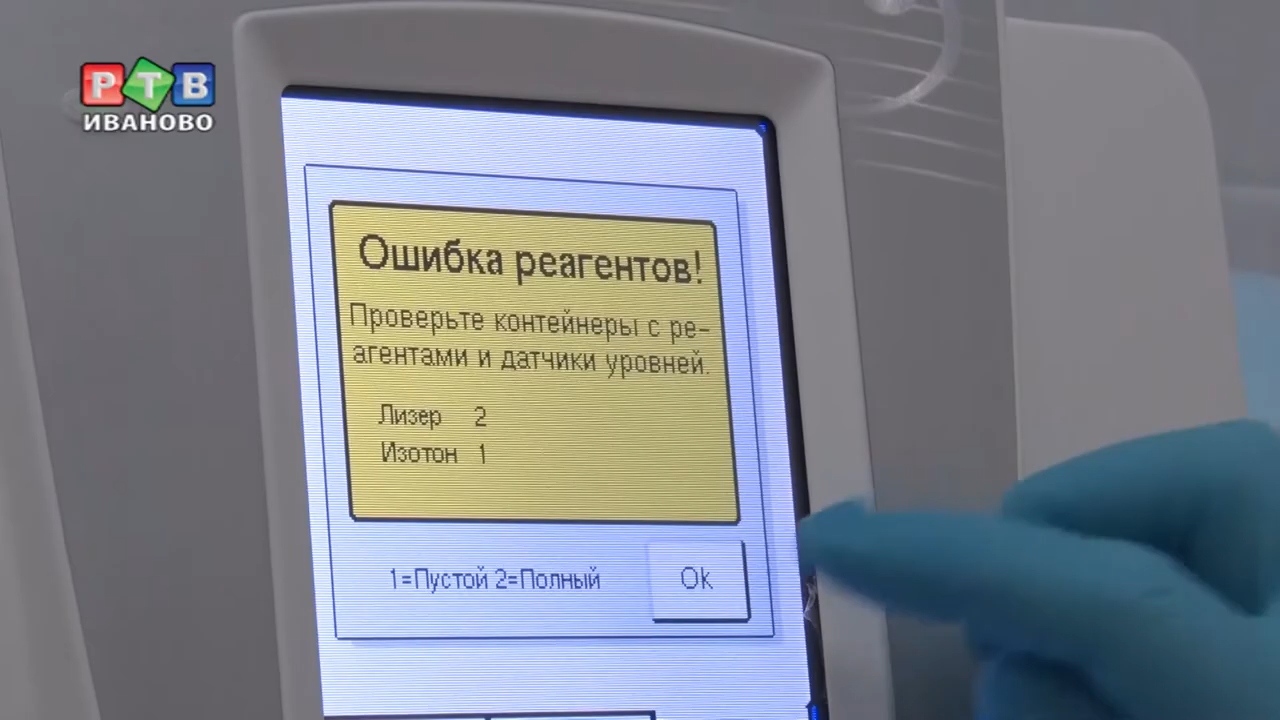 РТВ
ИВАНОВО
Ошибка реагентов!
Проверьте контейнеры с ре-
агентами и датчики уровней.
Лизер 2
Изотон 1
1=Пустой 2=Полный
Ok